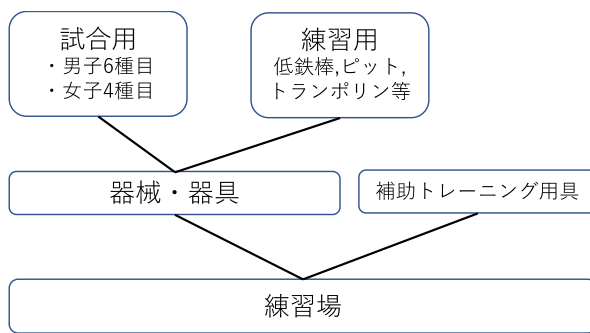 試合用
・男子6種目
・女子4種目
練習用
低鉄棒,ピット,
トランポリン等
器械・器具
補助トレーニング用具
練習場